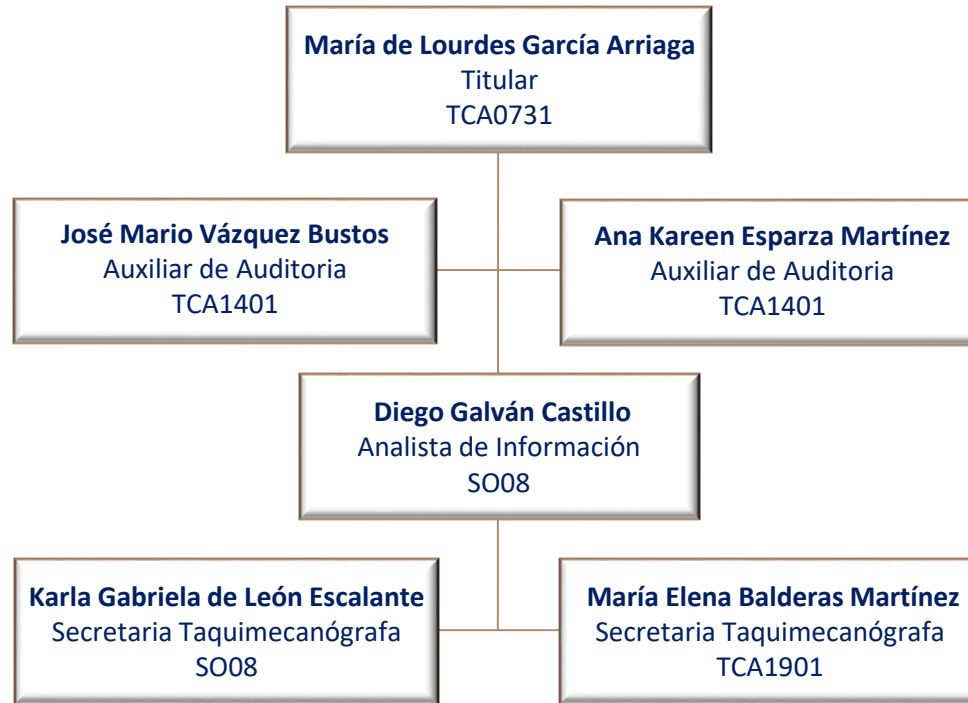 María de Lourdes García Arriaga
Titular
TCA0731
José Mario Vázquez Bustos
Auxiliar de Auditoria
TCA1401
Ana Kareen Esparza Martínez
Auxiliar de Auditoria
TCA1401
Diego Galván Castillo
Analista de Información
SO08
Karla Gabriela de León Escalante
Secretaria Taquimecanógrafa
SO08
María Elena Balderas Martínez
Secretaria Taquimecanógrafa
TCA1901